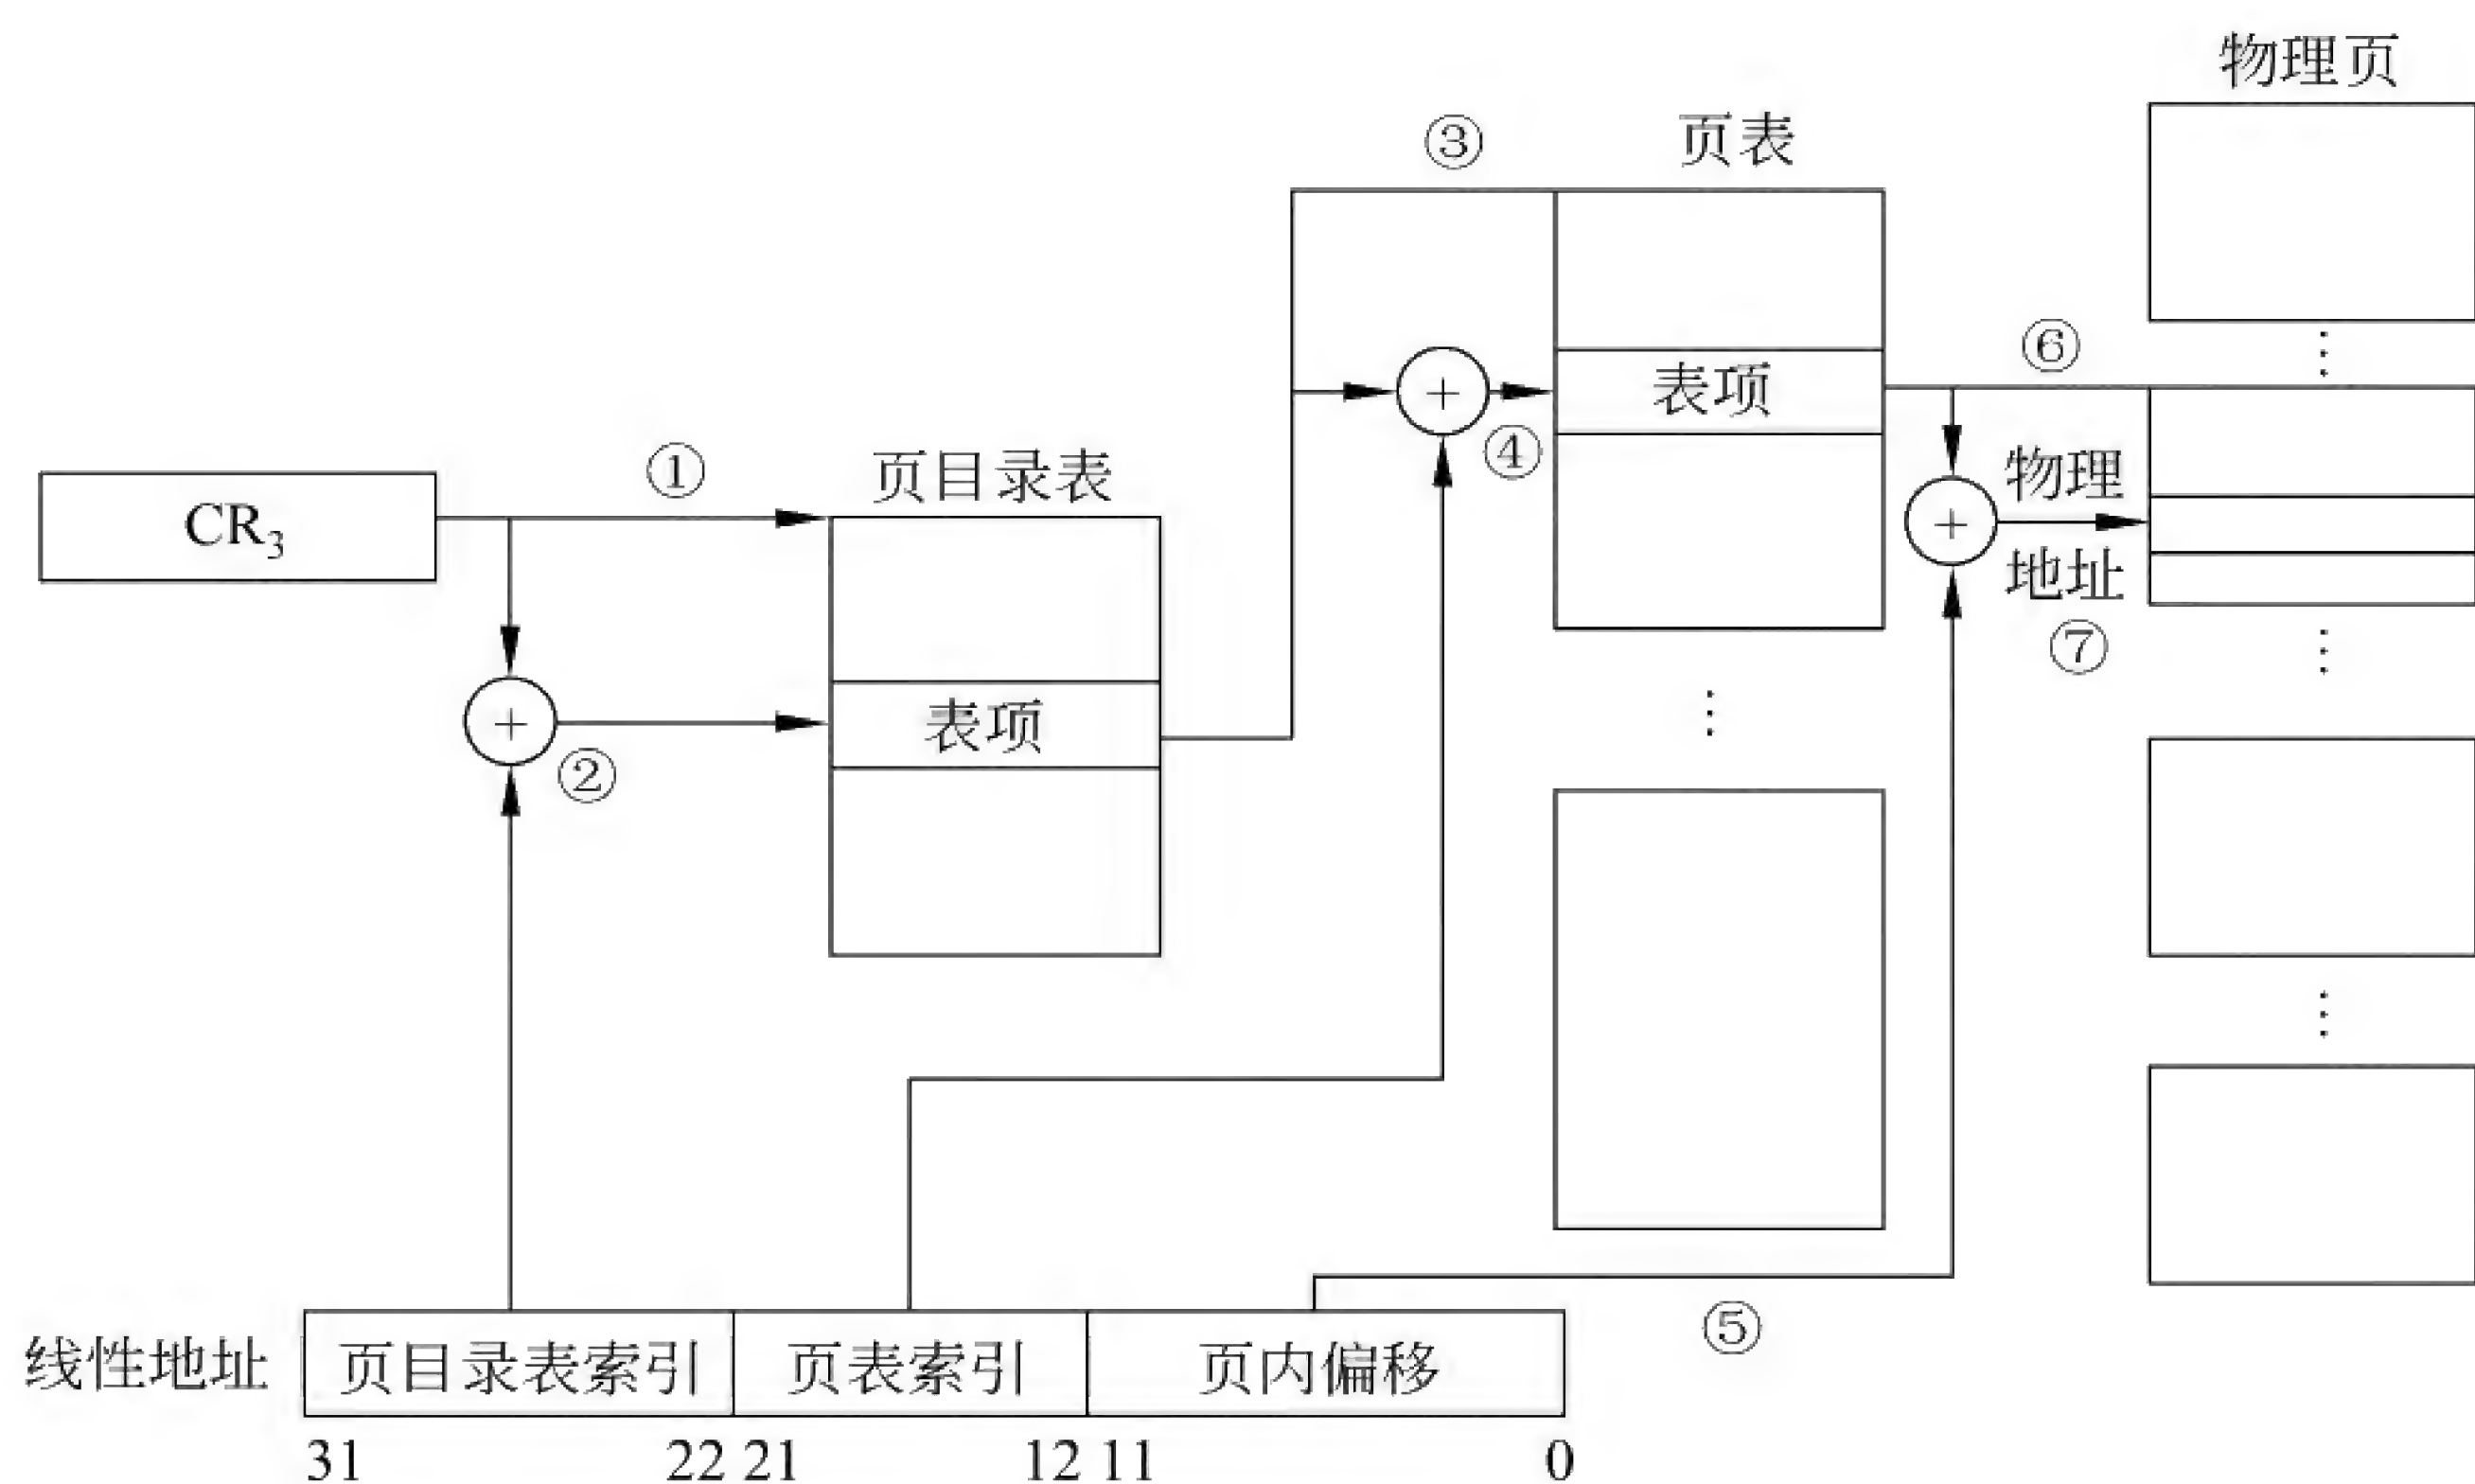 物理页
③
页表
⑥
表项
④
①
页目录表
CR₃
物理
地址
⑦
②
表项
⑤
线性地址
页目录表索引
页表索引
页内偏移
31
22 21
12 11
0
+
+
+
⋮
⋮
⋮
⋮